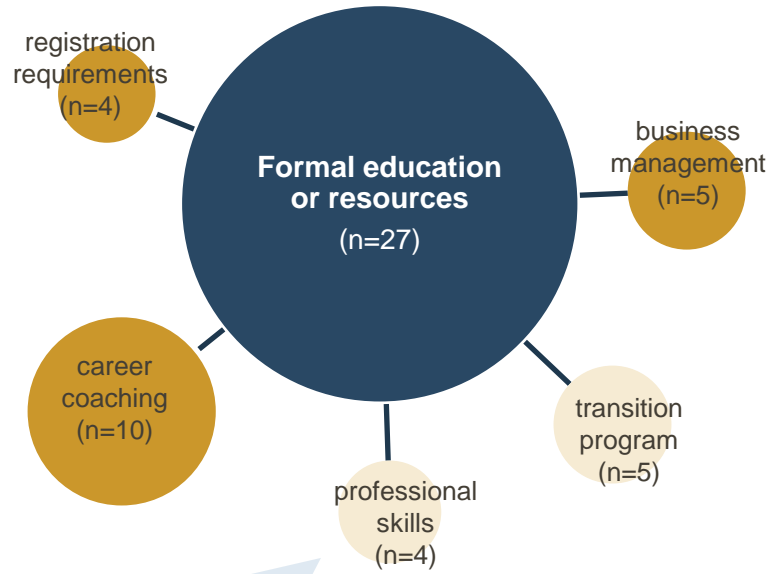 registration
requirements
(n=4)
Formal education
or resources
(n=27)
business
management
(n=5)
career
coaching
(n=10)
transition
program
(n=5)
professional
skills
(n=4)